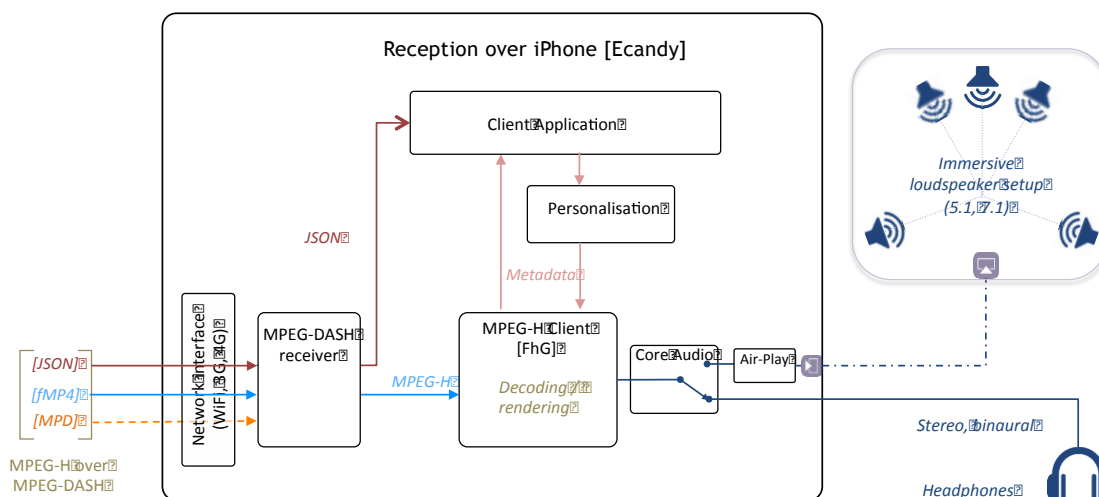 Reception over iPhone [Ecandy]
Client Application
Immersive
loudspeaker setup
(5.1, 7.1)
Personalisation
JSON
Metadata
Network interface
(WiFi, 3G, 4G)
MPEG-DASH
receiver
MPEG-H Client
[FhG]
Core Audio
Air-Play
[JSON]
[fMP4]
[MPD]
MPEG-H
Decoding /
rendering
Stereo, binaural
MPEG-H over
MPEG-DASH
Headphones